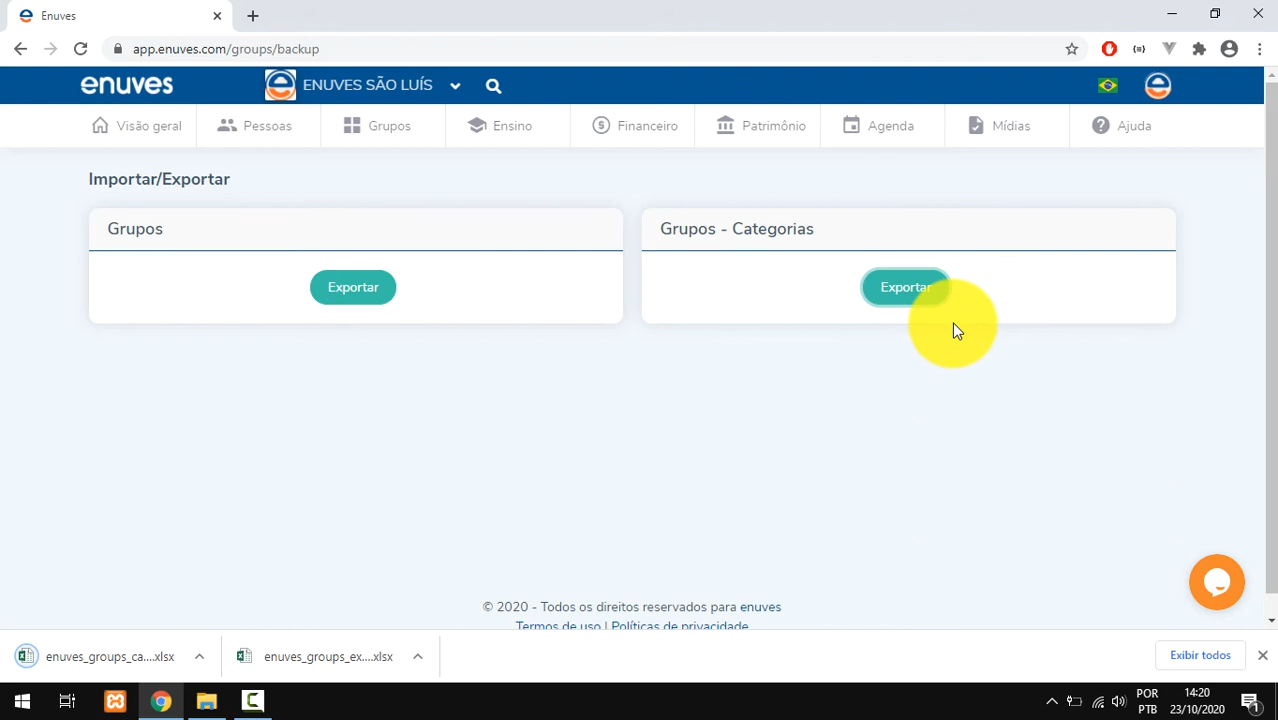 Enuves
app.enuves.com/groups/backup
enuves
ENUVES SÃO LUÍS
Visão geral
Pessoas
Grupos
Ensino
Financeiro
Patrimônio
Agenda
Mídias
Ajuda
Importar/Exportar
Grupos
Grupos - Categorias
Exportar
Exportar
© 2020 - Todos os direitos reservados para enuves
Termos de uso | Políticas de privacidade
enuves_groups_ca....xlsx
enuves_groups_ex....xlsx
Exibir todos
POR
PTB
14:20
23/10/2020
1